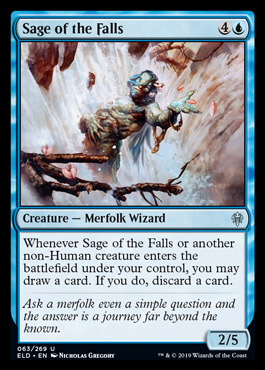 Sage of the Falls 4
Creature — Merfolk Wizard
Whenever Sage of the Falls or another
non-Human creature enters the
battlefield under your control, you may
draw a card. If you do, discard a card.
Ask a merfolk even a simple question and
the answer is a journey far beyond the
known.
2/5
063/269 U
ELD • EN Nicholas Gregory ™ & © 2019 Wizards of the Coast